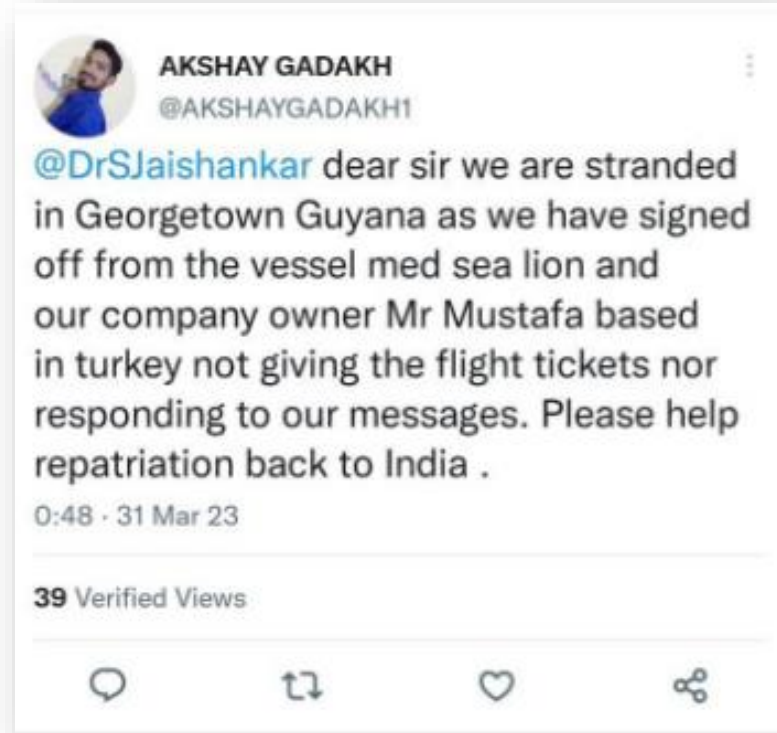 AKSHAY GADAKH
@AKSHAYGADAKH1
@DrSJaishankar dear sir we are stranded
in Georgetown Guyana as we have signed
off from the vessel med sea lion and
our company owner Mr Mustafa based
in turkey not giving the flight tickets nor
responding to our messages. Please help
repatriation back to India .
0:48 · 31 Mar 23
39 Verified Views